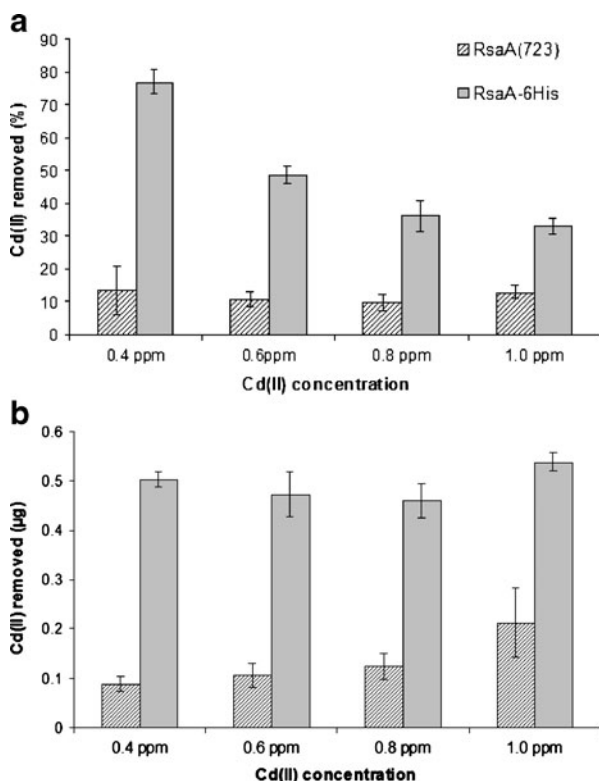 a
Cd(II) removed (%)
90
80
70
60
50
40
30
20
10
0
RsaA(723)
RsaA-6His
0.4 ppm 0.6ppm 0.8 ppm 1.0 ppm
Cd(II) concentration
b
Cd(II) removed (µg)
0.6
0.5
0.4
0.3
0.2
0.1
0
0.4 ppm 0.6 ppm 0.8 ppm 1.0 ppm
Cd(II) concentration